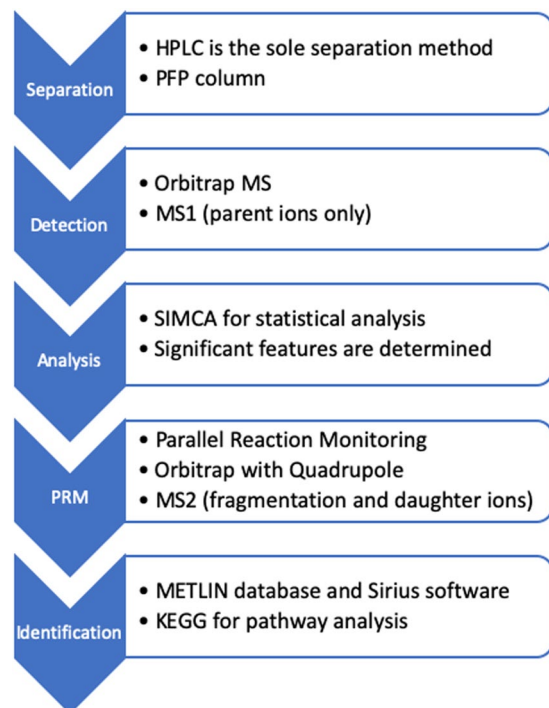 Separation
• HPLC is the sole separation method
• PFP column
Detection
• Orbitrap MS
• MS1 (parent ions only)
Analysis
• SIMCA for statistical analysis
• Significant features are determined
PRM
• Parallel Reaction Monitoring
• Orbitrap with Quadrupole
• MS2 (fragmentation and daughter ions)
Identification
• METLIN database and Sirius software
• KEGG for pathway analysis